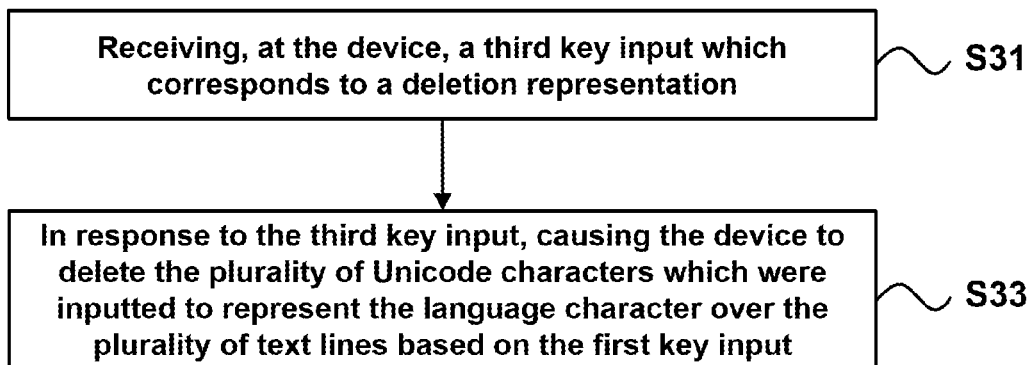 Receiving, at the device, a third key input which
corresponds to a deletion representation
S31
In response to the third key input, causing the device to
delete the plurality of Unicode characters which were
inputted to represent the language character over the
plurality of text lines based on the first key input
S33